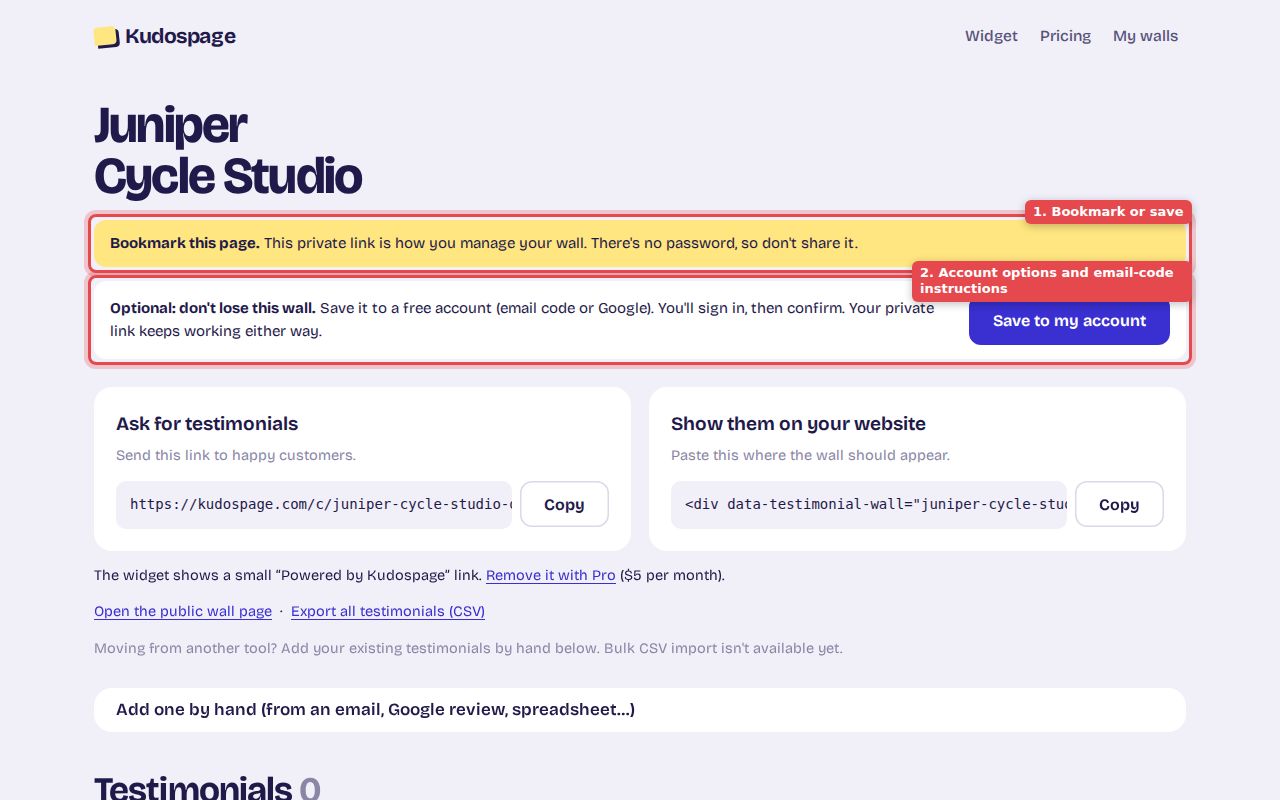 Kudospage
Widget
Pricing
My walls
Juniper
Cycle Studio
1. Bookmark or save
Bookmark this page. This private link is how you manage your wall. There's no password, so don't share it.
2. Account options and email-code
instructions
Optional: don't lose this wall. Save it to a free account (email code or Google). You'll sign in, then confirm. Your private
link keeps working either way.
Save to my account
Ask for testimonials
Send this link to happy customers.
https://kudospage.com/c/juniper-cycle-studio-
Copy
Show them on your website
Paste this where the wall should appear.
<div data-testimonial-wall="juniper-cycle-stu
Copy
The widget shows a small “Powered by Kudospage” link. Remove it with Pro ($5 per month).
Open the public wall page · Export all testimonials (CSV)
Moving from another tool? Add your existing testimonials by hand below. Bulk CSV import isn't available yet.
Add one by hand (from an email, Google review, spreadsheet…)
Testimonials 0